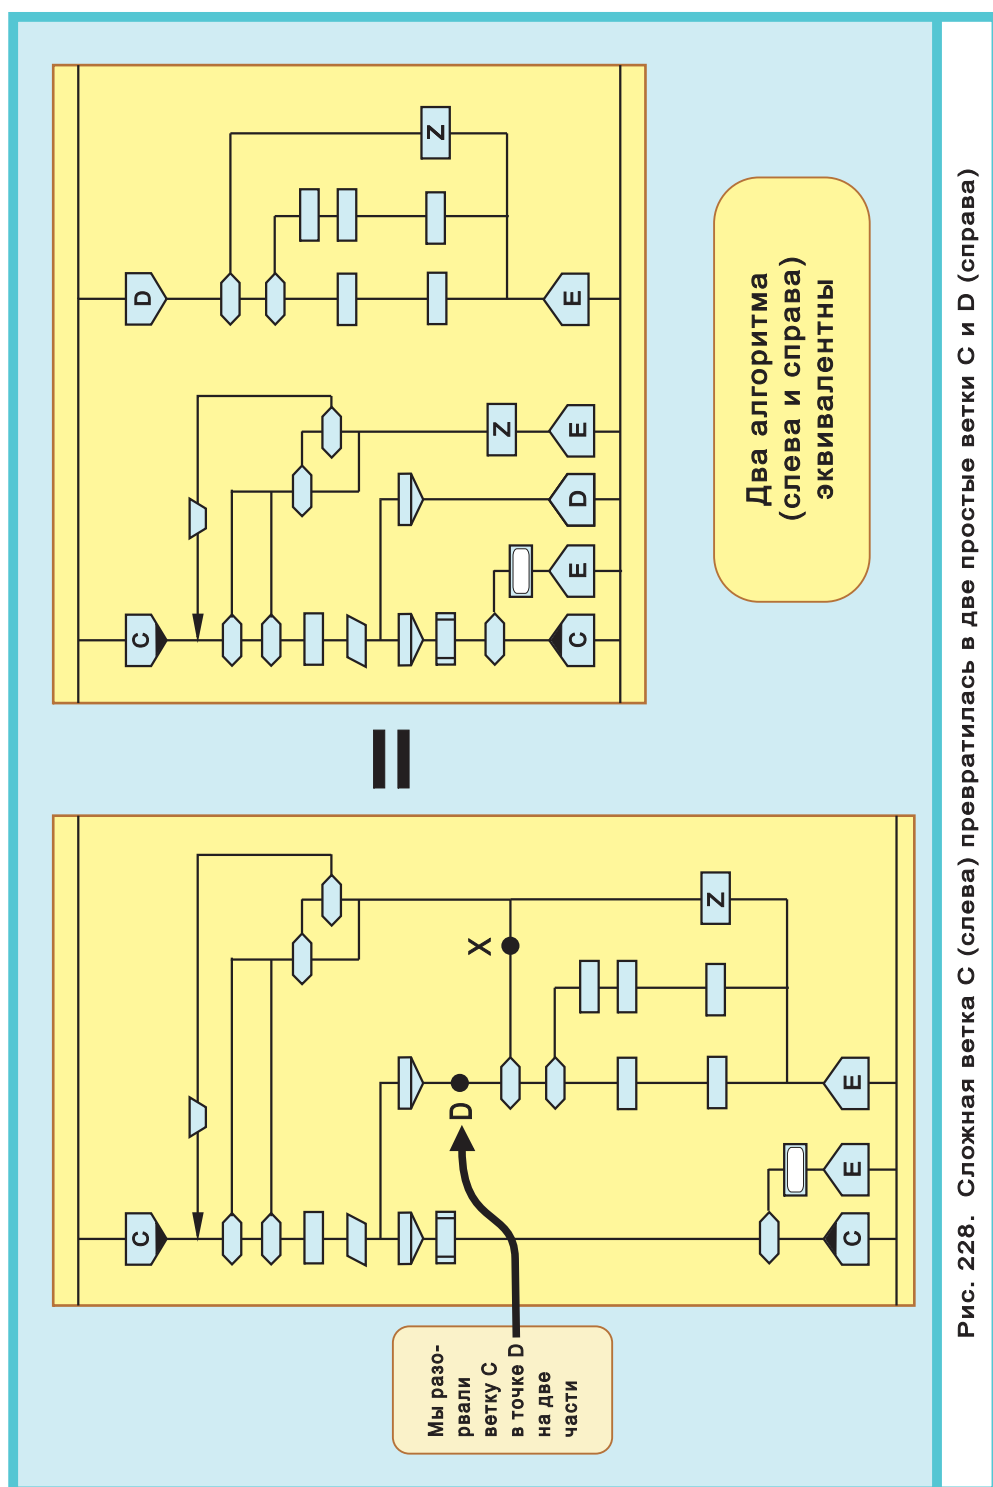 C
C
E
D
X
Z
E
Мы разо-
рвали
ветку C
в точке D
на две
части
C
C
E
D
Z
E
D
Z
E
Два алгоритма
(слева и справа)
эквивалентны
Рис. 228. Сложная ветка C (слева) превратилась в две простые ветки C и D (справа)